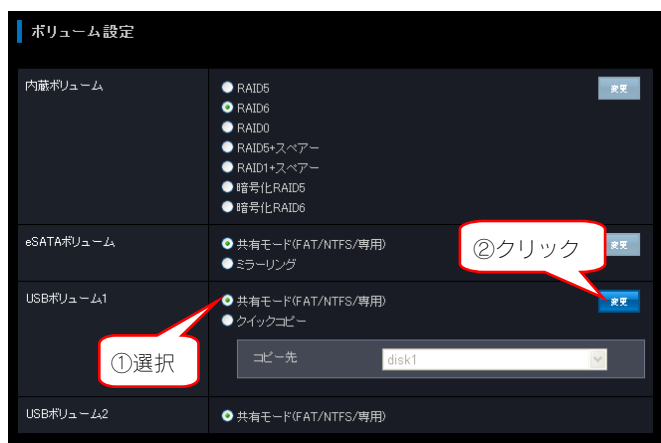 ボリューム設定
内蔵ボリューム
RAID5
変更
RAID6
RAID0
RAID5+スペアー
RAID1+スペアー
暗号化RAID5
暗号化RAID6
eSATAボリューム
共有モード(FAT/NTFS/専用)
②クリック
変更
ミラーリング
USBボリューム1
共有モード(FAT/NTFS/専用)
変更
クイックコピー
①選択
コピー先
disk1
USBボリューム2
共有モード(FAT/NTFS/専用)